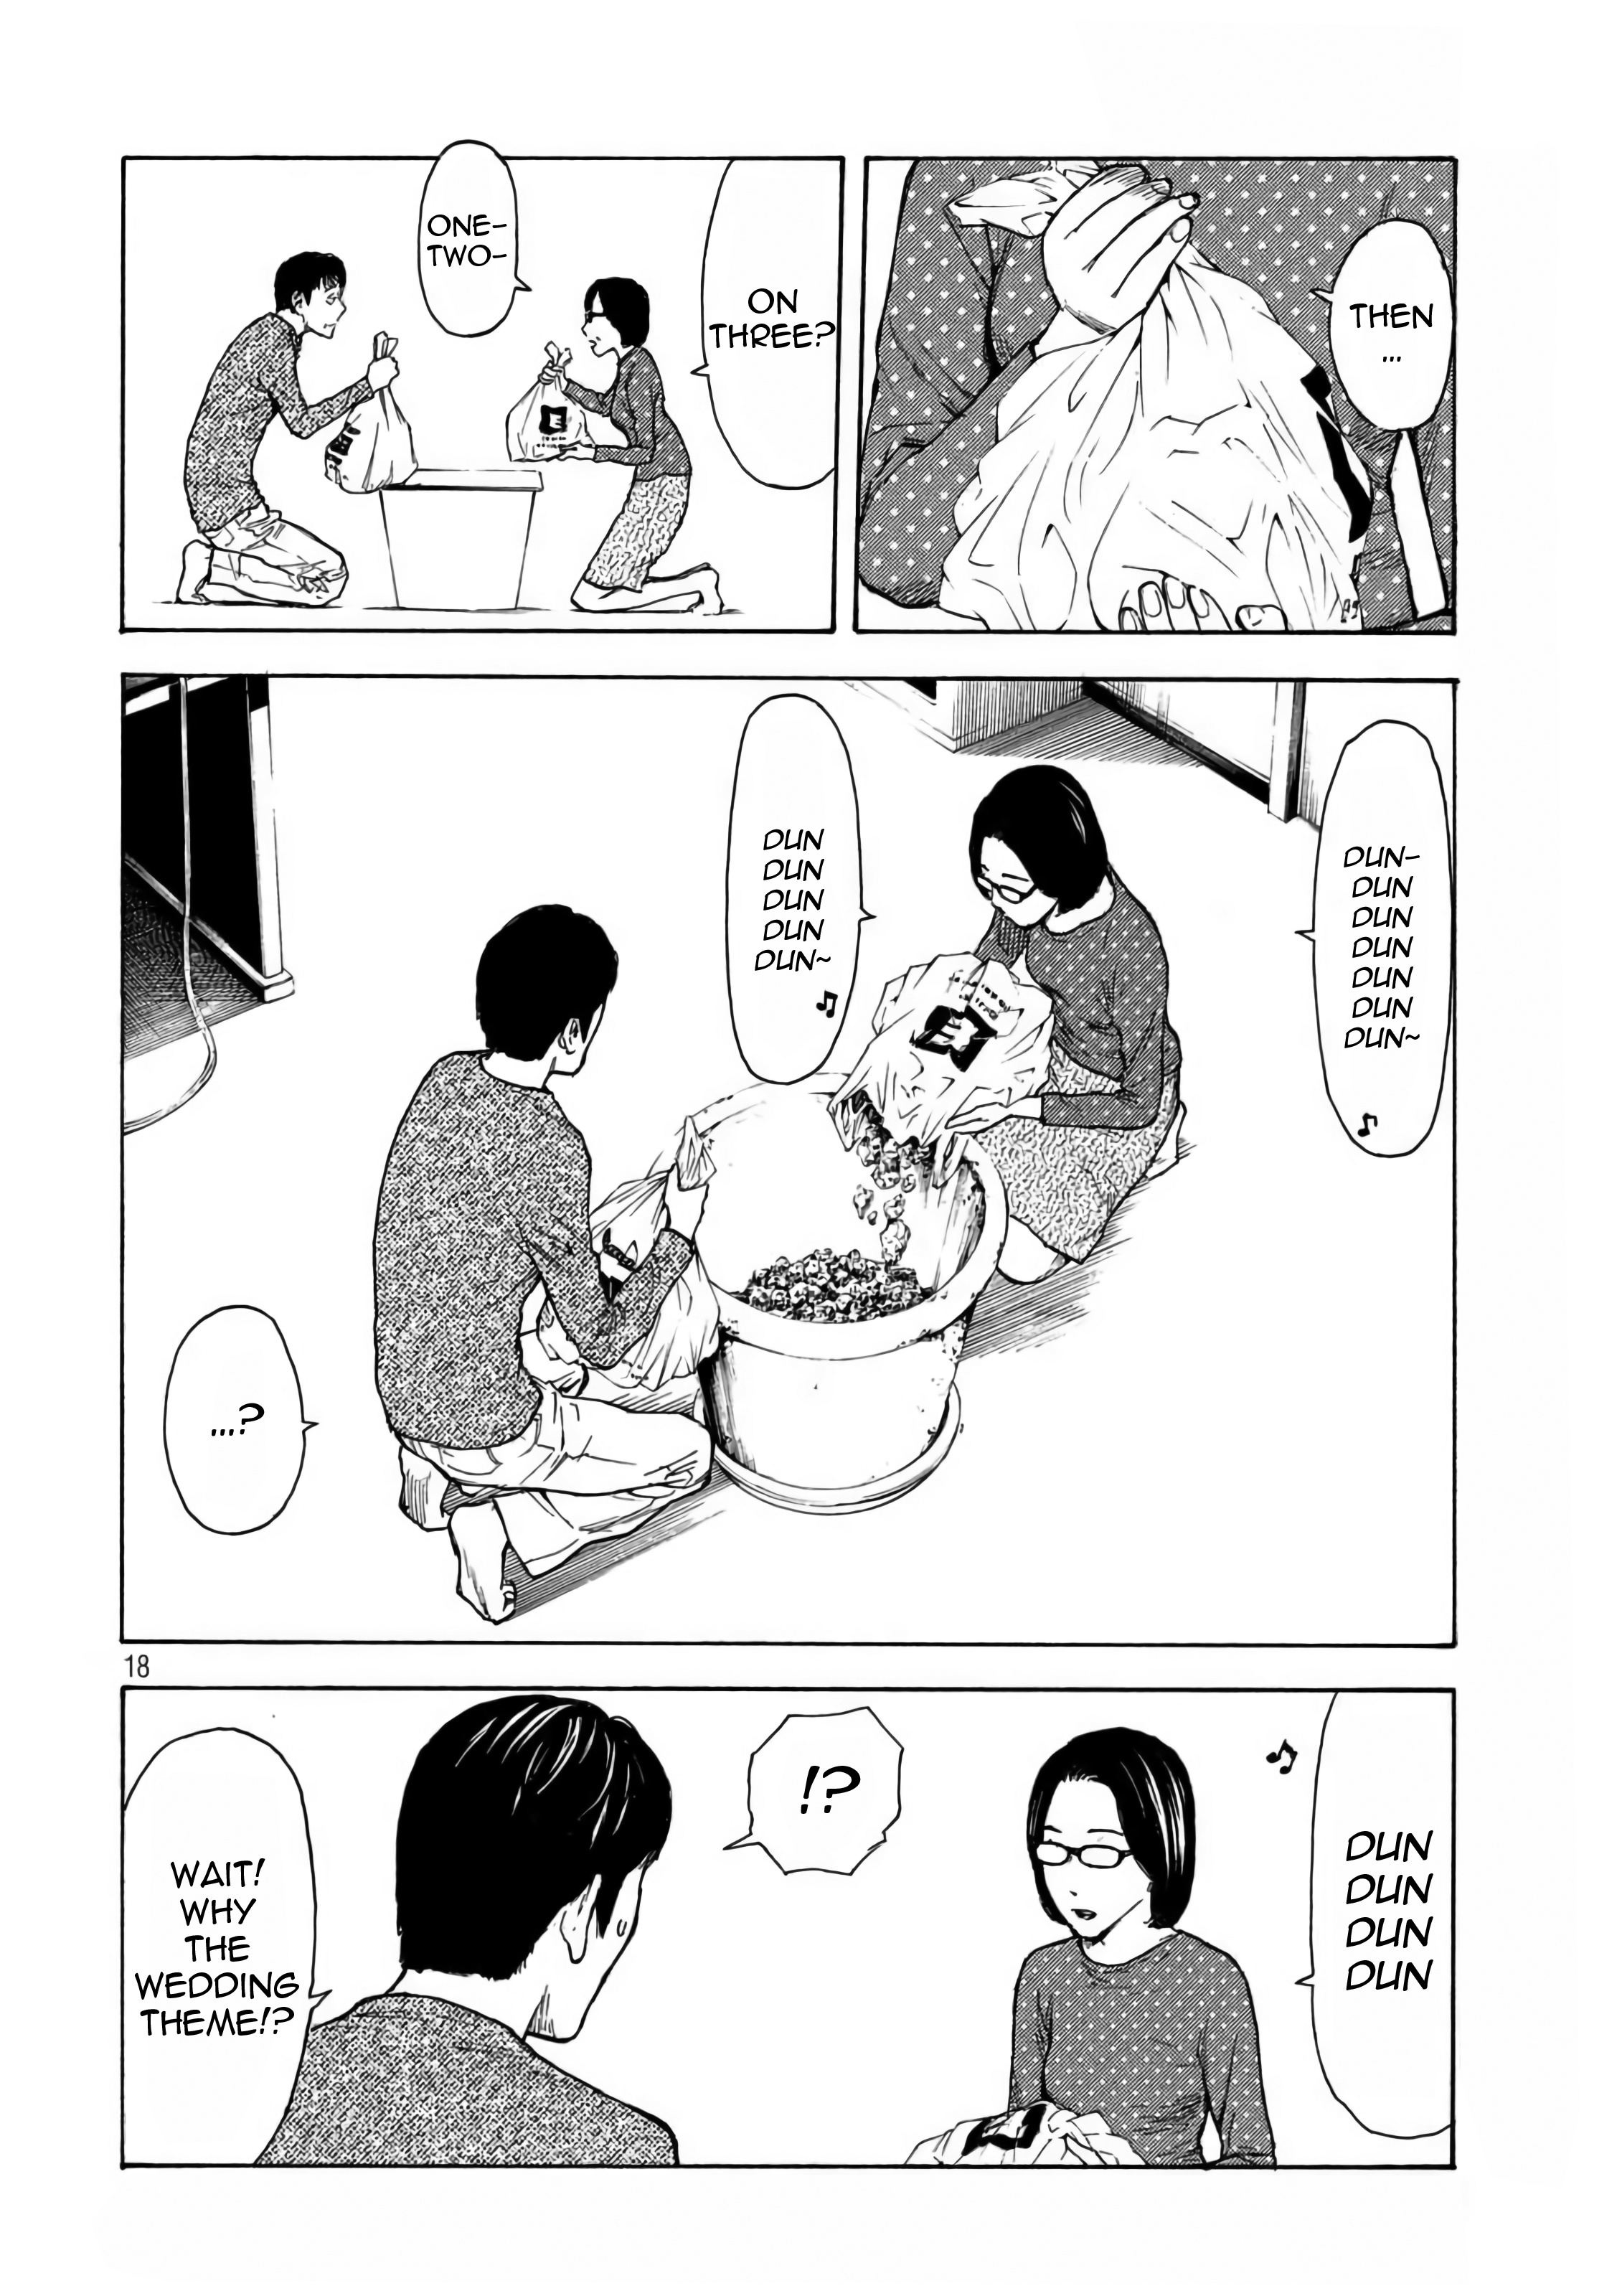 THEN
...
ON
THREE?
ONE-
TWO-
DUN-
DUN
DUN
DUN
DUN
DUN
DUN~
♪
DUN
DUN
DUN
DUN
DUN~
♫
...?
18
♫
DUN
DUN
DUN
DUN
!?
WAIT!
WHY
THE
WEDDING
THEME!?